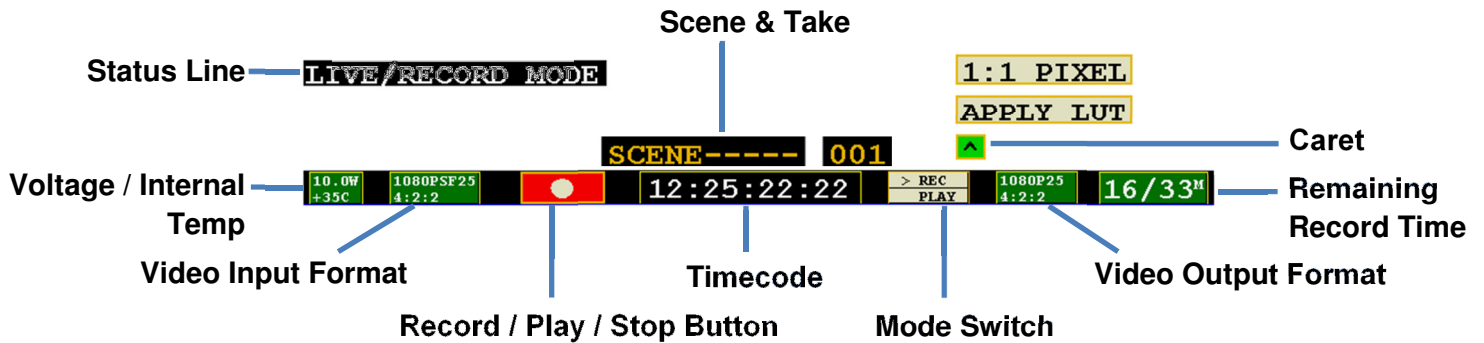 Scene & Take
Status Line
LIVE/RECORD MODE
1:1 PIXEL
APPLY LUT
SCENE----- 001
^
Caret
Voltage / Internal
Temp
10.0W
+35C
1080PSF25
4:2:2
12:25:22:22
> REC
PLAY
1080P25
4:2:2
16/33M
Remaining
Record Time
Video Input Format
Timecode
Video Output Format
Record / Play / Stop Button
Mode Switch